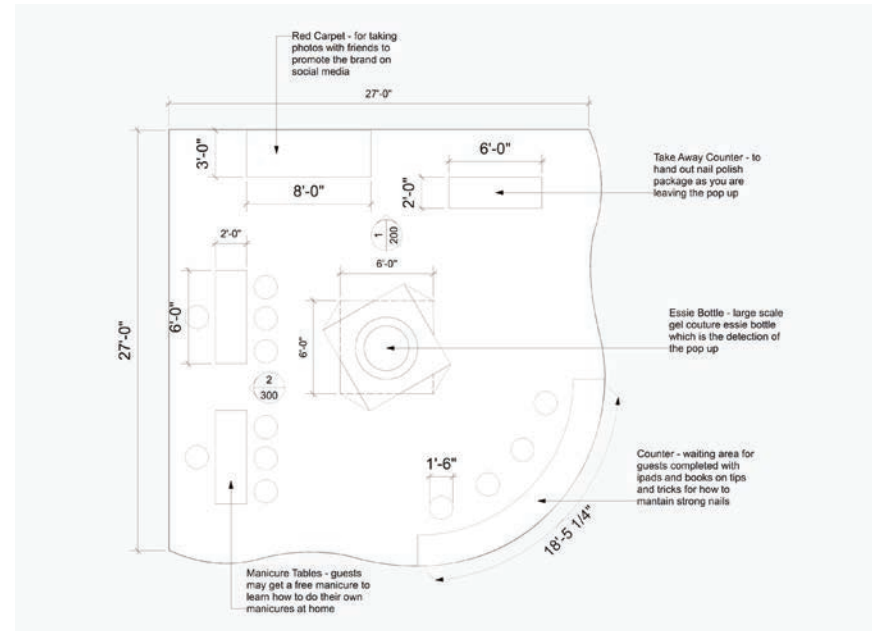 Red Carpet - for taking
photos with friends to
promote the brand on
social media
27'-0"
3'-0"
8'-0"
6'-0"
2'-0"
Take Away Counter - to
hand out nail polish
package as you are
leaving the pop up
1
200
2'-0"
6'-0"
6'-0"
6'-0"
27'-0"
Essie Bottle - large scale
gel couture essie bottle
which is the detection of
the pop up
2
300
1'-6"
Counter - waiting area for
guests completed with
ipads and books on tips
and tricks for how to
mantain strong nails
18'-5 1/4"
Manicure Tables - guests
may get a free manicure to
learn how to do their own
manicures at home